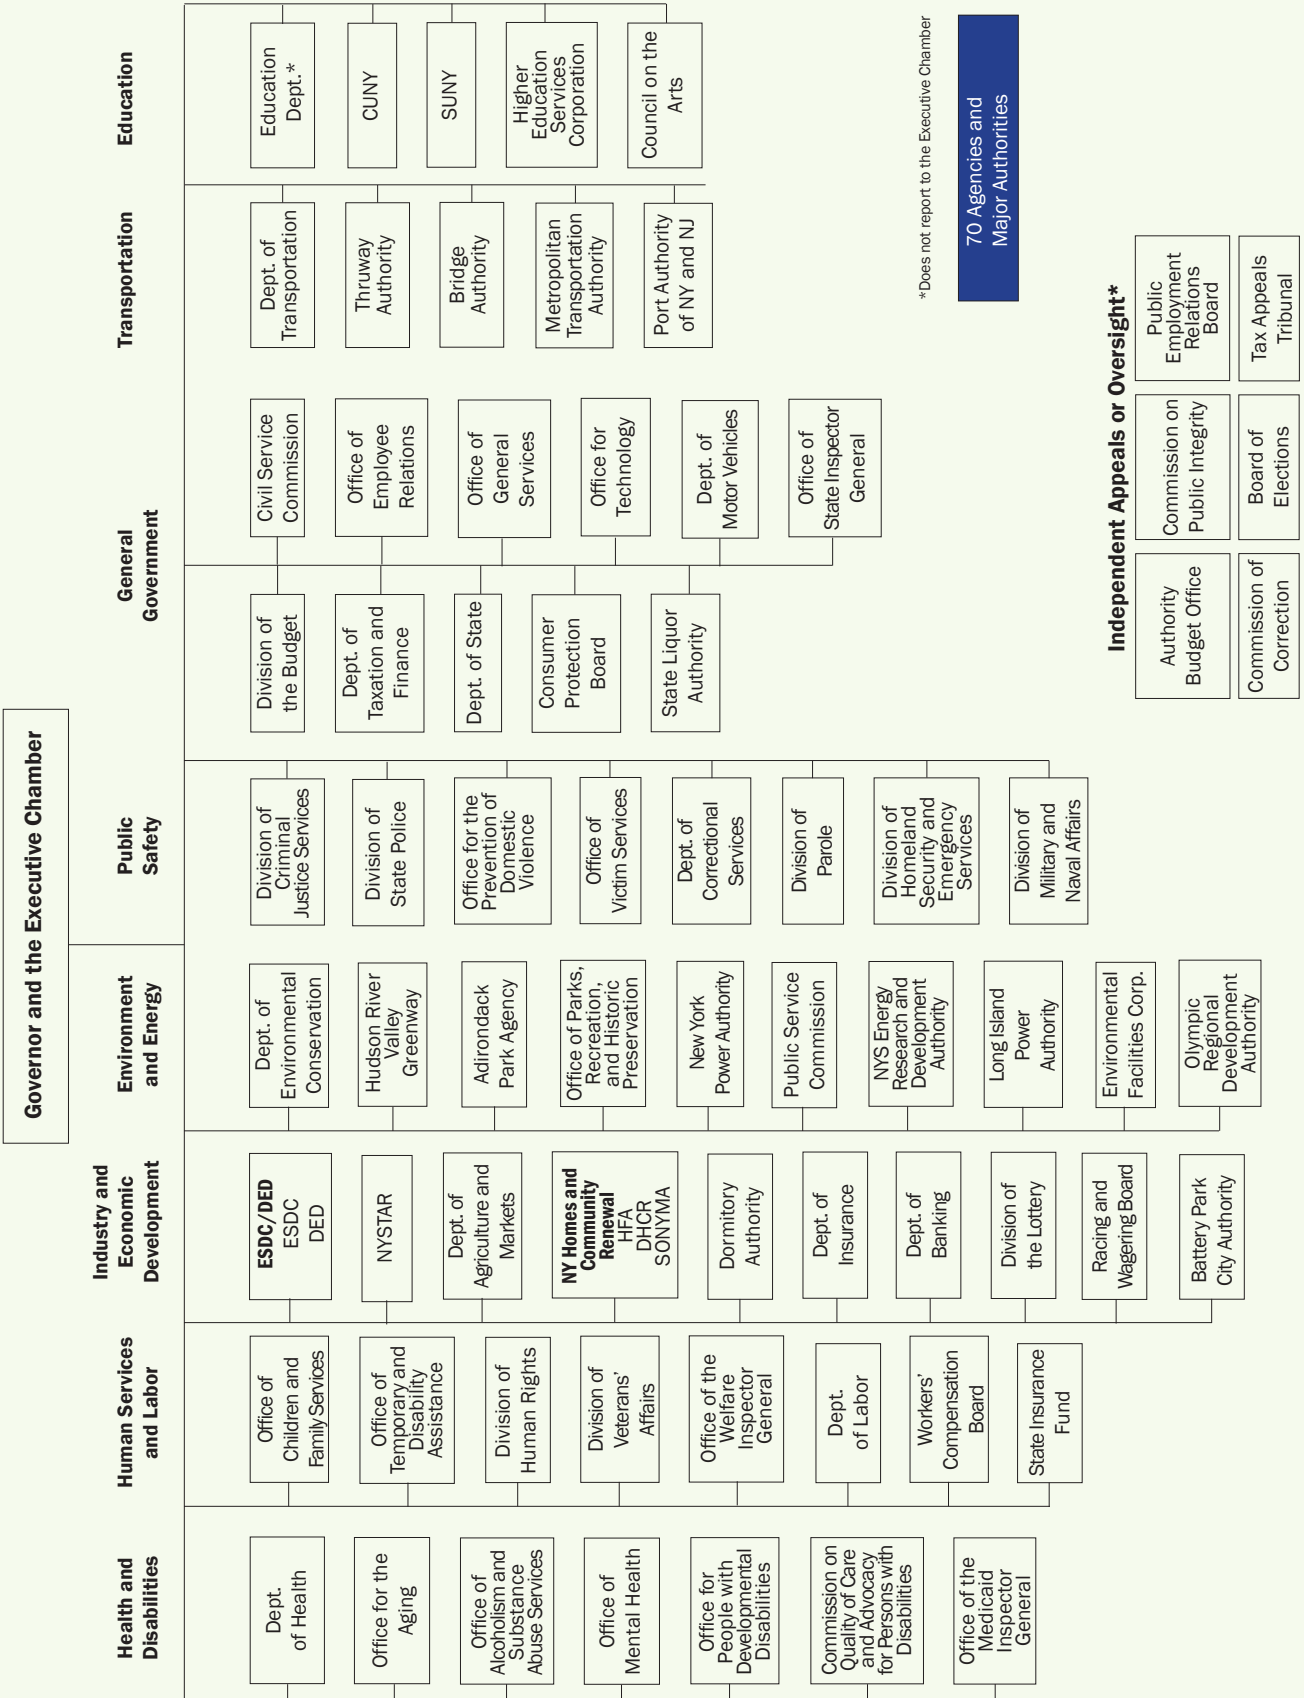 Governor and the Executive Chamber
Health and
Disabilities
Dept.
of Health
Office for the
Aging
Office of
Alcoholism and
Substance
Abuse Services
Office of
Mental Health
Office for
People with
Developmental
Disabilities
Commission on
Quality of Care
and Advocacy
for Persons with
Disabilities
Office of the
Medicaid
Inspector
General
Human Services
and Labor
Office of
Children and
Family Services
Office of
Temporary and
Disability
Assistance
Division of
Human Rights
Division of
Veterans'
Affairs
Office of the
Welfare
Inspector
General
Dept.
of Labor
Workers'
Compensation
Board
State Insurance
Fund
Industry and
Economic
Development
ESDC/DED
ESDC
DED
NYSTAR
Dept. of
Agriculture and
Markets
NY Homes and
Community
Renewal
HFA
DHCR
SONYMA
Dormitory
Authority
Dept. of
Insurance
Dept. of
Banking
Division of
the Lottery
Racing and
Wagering Board
Battery Park
City Authority
Environment
and Energy
Dept. of
Environmental
Conservation
Hudson River
Valley
Greenway
Adirondack
Park Agency
Office of Parks,
Recreation,
and Historic
Preservation
New York
Power Authority
Public Service
Commission
NYS Energy
Research and
Development
Authority
Long Island
Power
Authority
Environmental
Facilities Corp.
Olympic
Regional
Development
Authority
Public
Safety
Division of
Criminal
Justice Services
Division of
State Police
Office for the
Prevention of
Domestic
Violence
Office of
Victim Services
Dept. of
Correctional
Services
Division of
Parole
Division of
Homeland
Security and
Emergency
Services
Division of
Military and
Naval Affairs
General
Government
Division of
the Budget
Dept. of
Taxation and
Finance
Dept. of State
Consumer
Protection
Board
State Liquor
Authority
Civil Service
Commission
Office of
Employee
Relations
Office of
General
Services
Office for
Technology
Dept. of
Motor Vehicles
Office of
State Inspector
General
Transportation
Dept. of
Transportation
Thruway
Authority
Bridge
Authority
Metropolitan
Transportation
Authority
Port Authority
of NY and NJ
Education
Education
Dept.*
CUNY
SUNY
Higher
Education
Services
Corporation
Council on the
Arts
*Does not report to the Executive Chamber
70 Agencies and
Major Authorities
Independent Appeals or Oversight*
Authority
Budget Office
Commission on
Public Integrity
Public
Employment
Relations
Board
Commission of
Correction
Board of
Elections
Tax Appeals
Tribunal